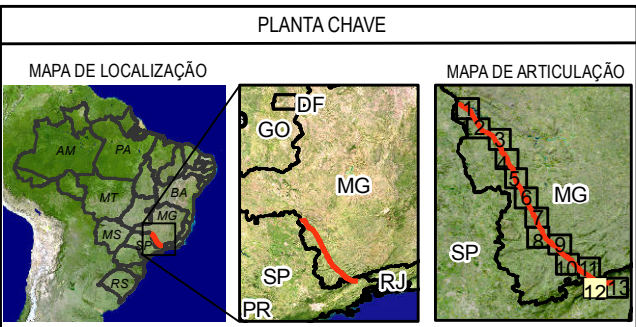 PLANTA CHAVE
MAPA DE LOCALIZAÇÃO
AM
PA
MT
BA
MG
MS
SP
RS
DF
GO
MG
SP
RJ
PR
MAPA DE ARTICULAÇÃO
1
2
3
4
5
6
MG
7
8
9
SP
10
11
12
13